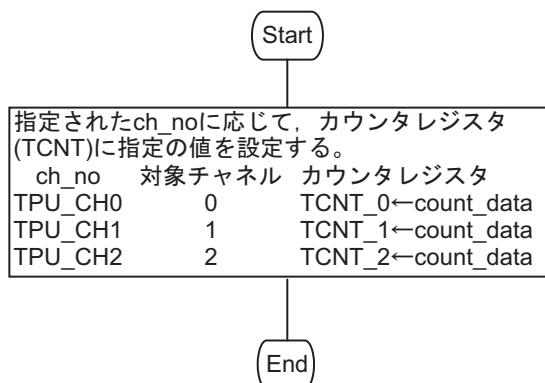 Start
指定されたch_noに応じて，カウンタレジスタ
(TCNT)に指定の値を設定する。
ch_no 対象チャネル カウンタレジスタ
TPU_CH0 0 TCNT_0←count_data
TPU_CH1 1 TCNT_1←count_data
TPU_CH2 2 TCNT_2←count_data
End